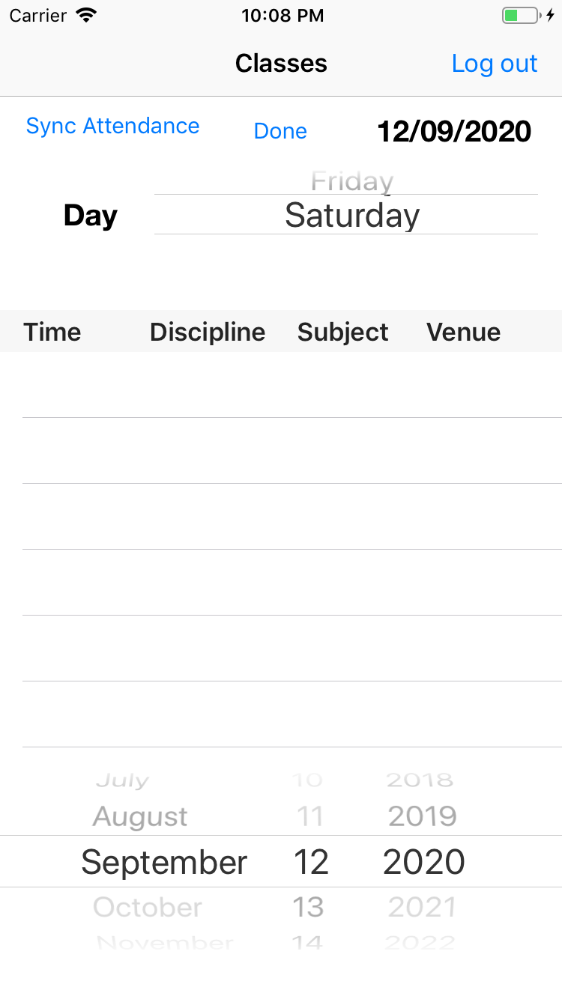 Carrier 10:08 PM
Classes Log out
Sync Attendance Done 12/09/2020
Friday
Day Saturday
Time Discipline Subject Venue
July 10 2018
August 11 2019
September 12 2020
October 13 2021
November 14 2022